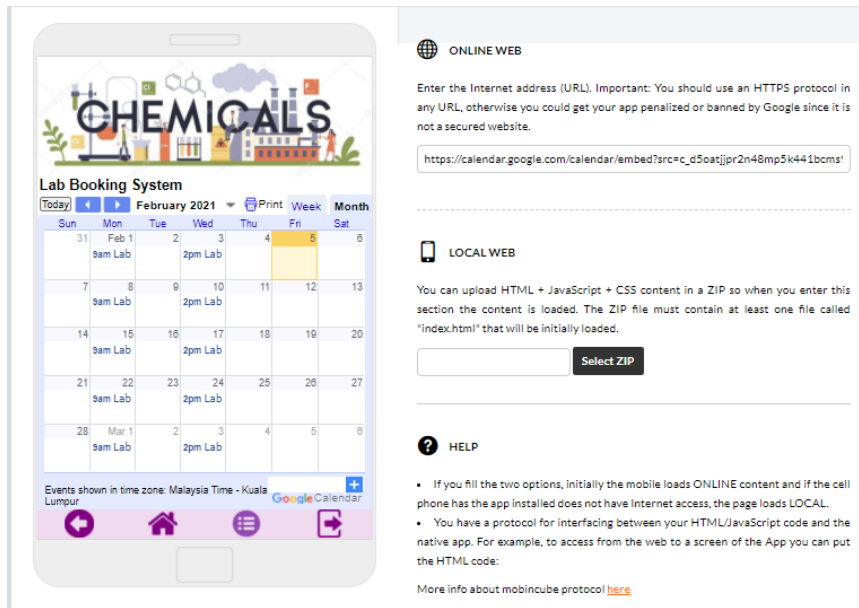 CHEMICALS
Lab Booking System
Today February 2021 Print Week Month
Sun Mon Tue Wed Thu Fri Sat
31 Feb 1 2 3 4 5 6
9am Lab 2pm Lab
7 8 9 10 11 12 13
9am Lab 2pm Lab
14 15 16 17 18 19 20
9am Lab 2pm Lab
21 22 23 24 25 26 27
9am Lab 2pm Lab
28 Mar 1 2 3 4 5 6
9am Lab 2pm Lab
Events shown in time zone: Malaysia Time - Kuala
Lumpur
Google Calendar
ONLINE WEB
Enter the Internet address (URL). Important: You should use an HTTPS protocol in
any URL, otherwise you could get your app penalized or banned by Google since it is
not a secured website.
https://calendar.google.com/calendar/embed?src=c_d5oatjjpr2n48mp5k441bcms
LOCAL WEB
You can upload HTML + JavaScript + CSS content in a ZIP so when you enter this
section the content is loaded. The ZIP file must contain at least one file called
"index.html" that will be initially loaded.
Select ZIP
HELP
• If you fill the two options, initially the mobile loads ONLINE content and if the cell
phone has the app installed does not have Internet access, the page loads LOCAL.
• You have a protocol for interfacing between your HTML/JavaScript code and the
native app. For example, to access from the web to a screen of the App you can put
the HTML code:
More info about mobincube protocol here